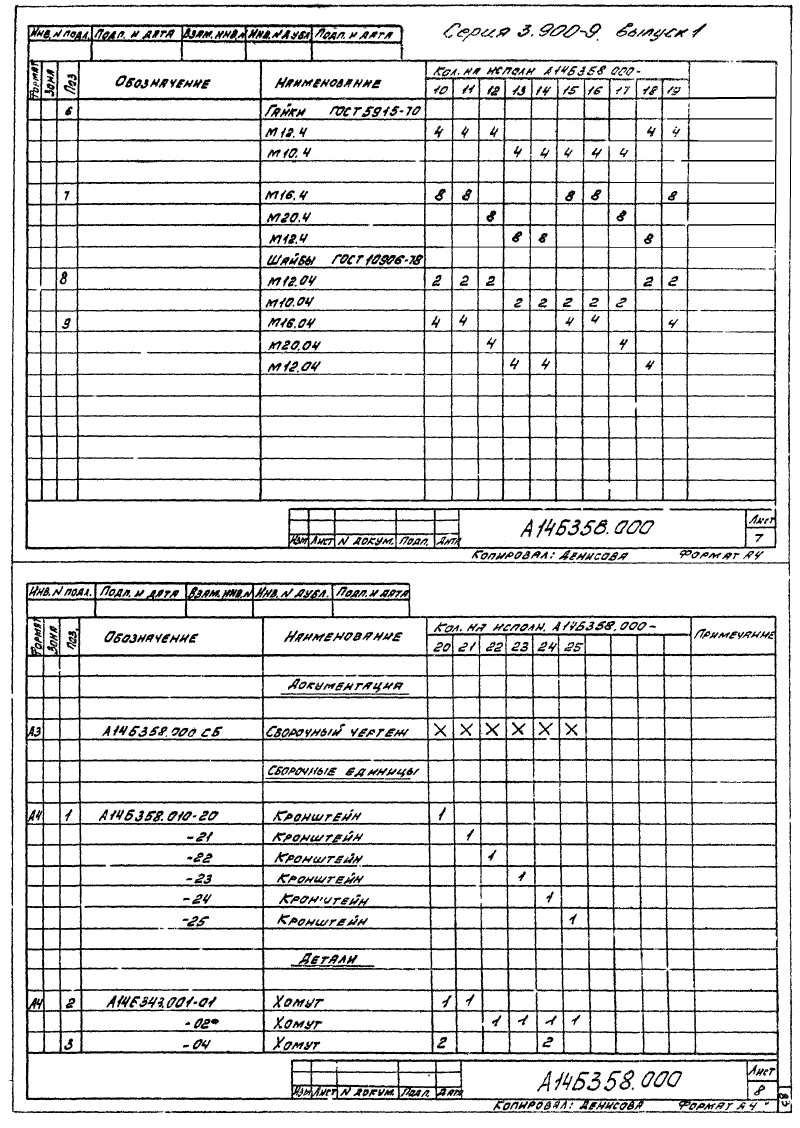 Серия 3.900-9. Выпуск 1
Инв. N подл. Подп. и дата Взам. инв. N Инв. N дубл. Подп. и дата
Формат Зона Поз. Обозначение Наименование Кол. на исполн А14Б358.000-
10 11 12 13 14 15 16 17 18 19
6 Гайки ГОСТ 5915-70
М12.4 4 4 4 4 4
М10.4 4 4 4 4 4
7 М16.4 8 8 8 8 8
М20.4 8 8
М12.4 8 8 8
Шайбы ГОСТ 10906-78
8 М12.04 2 2 2 2 2
М10.04 2 2 2 2 2
9 М16.04 4 4 4 4 4
М20.04 4 4
М12.04 4 4 4
Изм Лист N докум. Подп. Дата А14Б358.000 Лист 7
Копировал: Денисова Формат А4
Инв. N подл. Подп. и дата Взам. инв. N Инв. N дубл. Подп. и дата
Формат Зона Поз. Обозначение Наименование Кол. на исполн. А14Б358.000- Примечание
20 21 22 23 24 25
Документация
А3 А14Б358.000 СБ Сборочный чертеж X X X X X X
Сборочные единицы
А4 1 А14Б358.010-20 Кронштейн 1
-21 Кронштейн 1
-22 Кронштейн 1
-23 Кронштейн 1
-24 Кронштейн 1
-25 Кронштейн 1
Детали
А4 2 А14Б343.001-01 Хомут 1 1
-02 Хомут 1 1 1 1
3 -04 Хомут 2 2
Изм Лист N докум. Подп. Дата А14Б358.000 Лист 8
Копировал: Денисова Формат А4